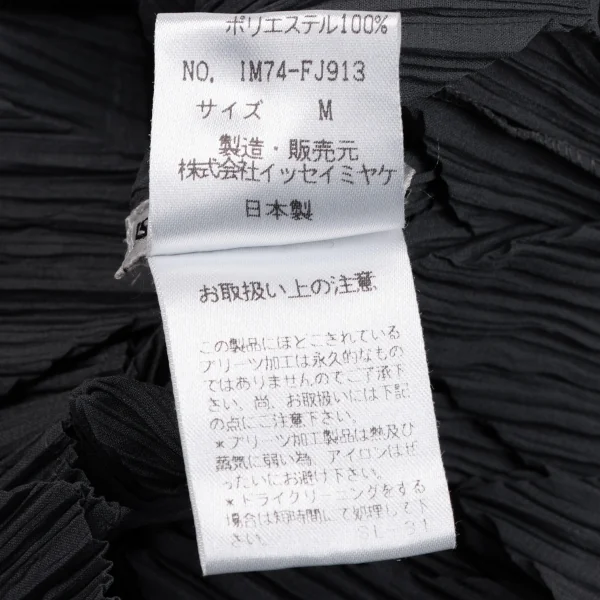 ポリエステル100%
NO. IM74-FJ913
サイズ M
製造・販売元
株式会社イッセイミヤケ
日本製
お取扱い上の注意
この製品にほどこされている
プリーツ加工は永久的なもの
ではありませんのでご了承下
さい。尚、お取扱いには下記
の点にご注意下さい。
*プリーツ加工製品は熱及び
蒸気に弱い為、アイロンはぜ
ったいにお避け下さい。
*ドライクリーニングをする
場合は短時間にて処理して下
さい。 SL-31